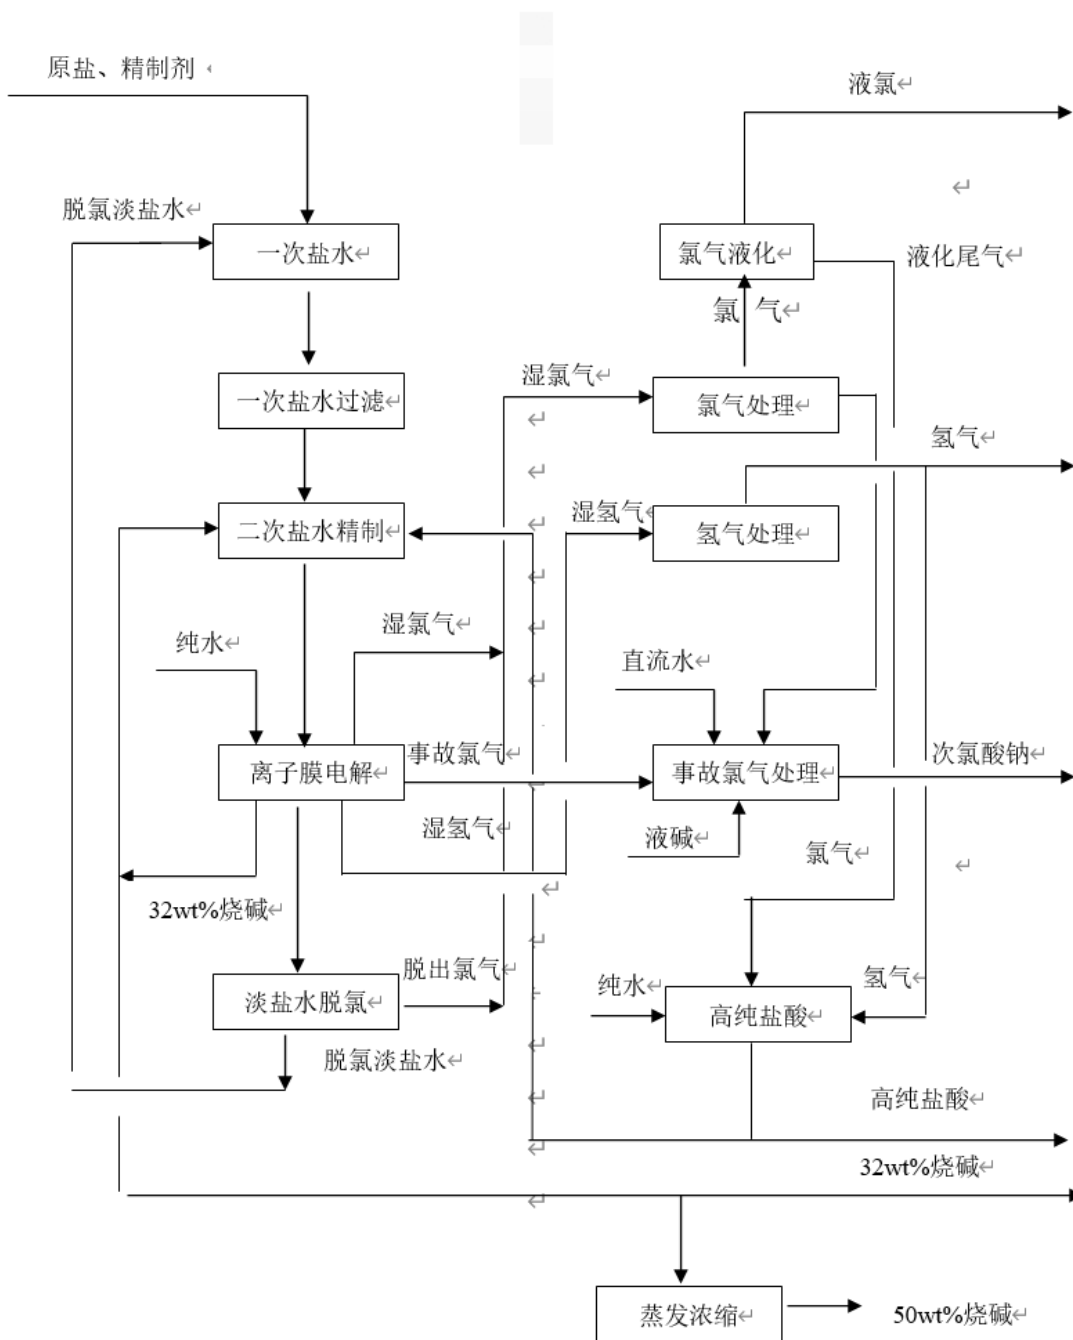 原盐、精制剂
液氯
脱氯淡盐水
一次盐水
氯气液化
液化尾气
氯 气
湿氯气
一次盐水过滤
氯气处理
氢气
湿氢气
二次盐水精制
氢气处理
湿氯气
纯水
直流水
事故氯气
离子膜电解
事故氯气处理
次氯酸钠
湿氢气
液碱
氯气
32wt%烧碱
脱出氯气
淡盐水脱氯
纯水
氢气
高纯盐酸
脱氯淡盐水
高纯盐酸
32wt%烧碱
蒸发浓缩
50wt%烧碱